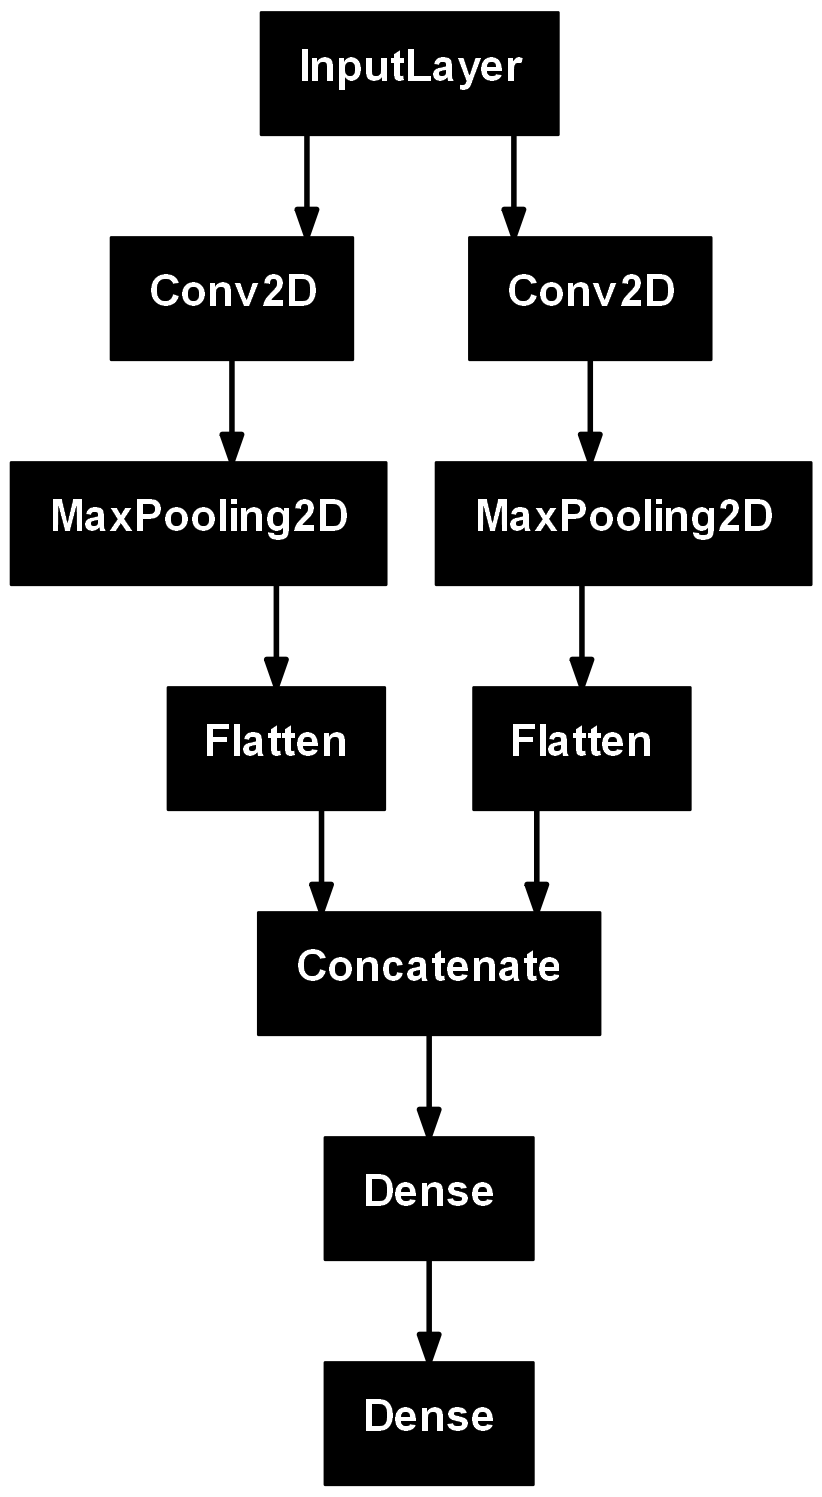 InputLayer
Conv2D
Conv2D
MaxPooling2D
MaxPooling2D
Flatten
Flatten
Concatenate
Dense
Dense